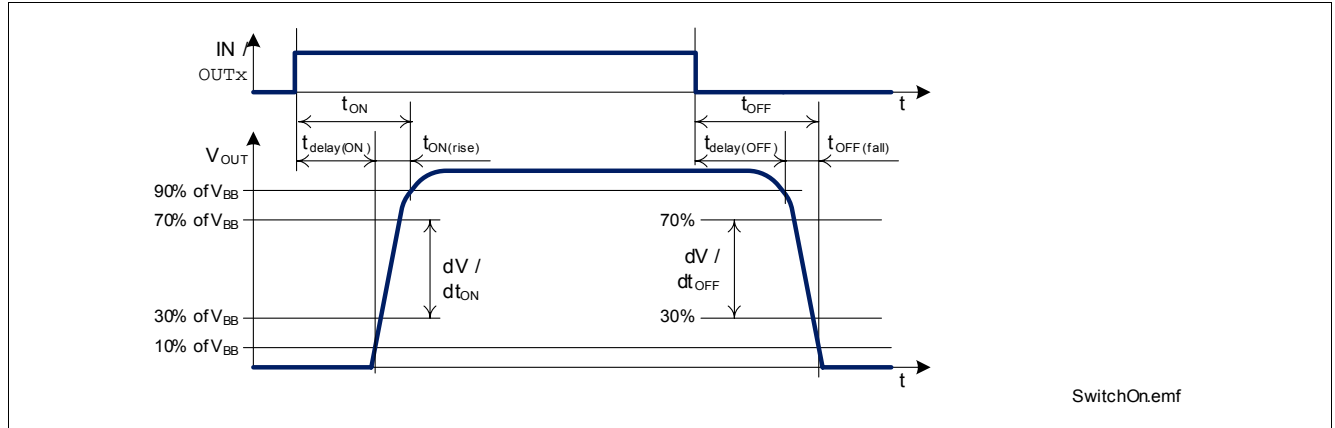 IN /
OUTx
t
tON
tOFF
tdelay(ON)
tON(rise)
tdelay(OFF)
tOFF(fall)
VOUT
90% of VBB
70% of VBB
70%
dV /
dtON
dV /
dtOFF
30% of VBB
30%
10% of VBB
t
SwitchOn.emf